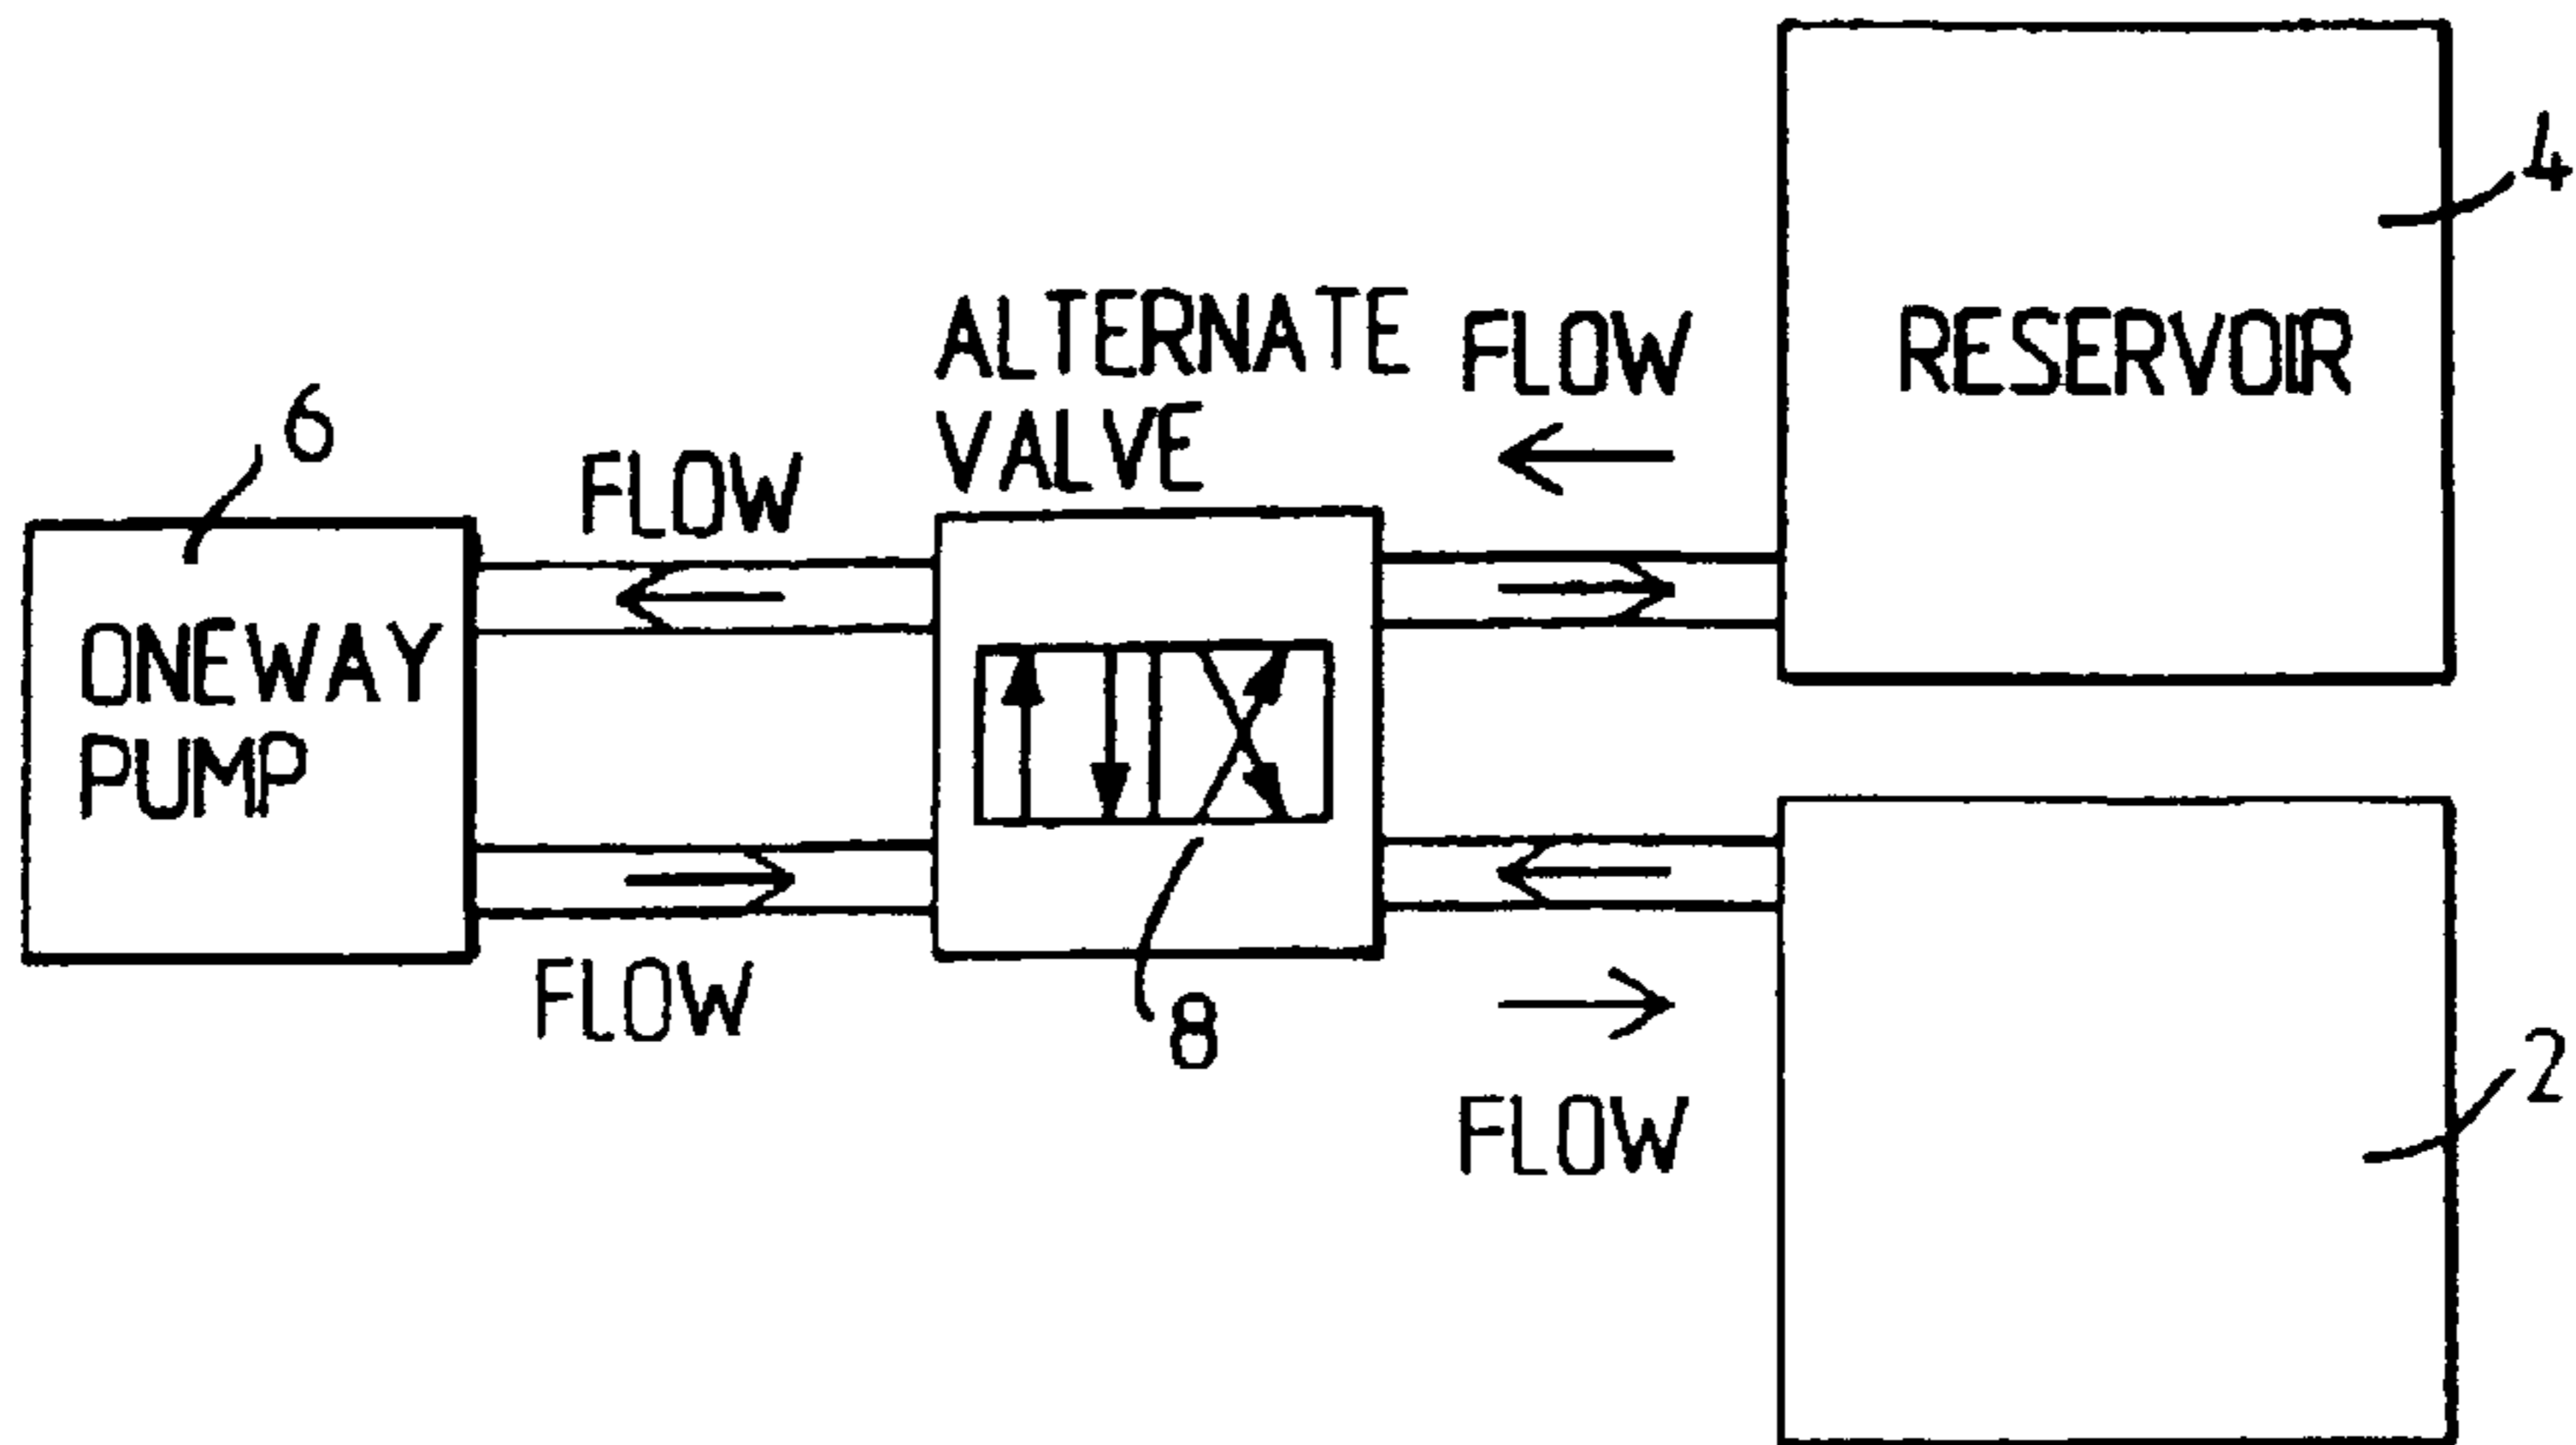 4
ALTERNATE
VALVE
FLOW
RESERVOIR
6
FLOW
ONEWAY
PUMP
FLOW
8
FLOW
2